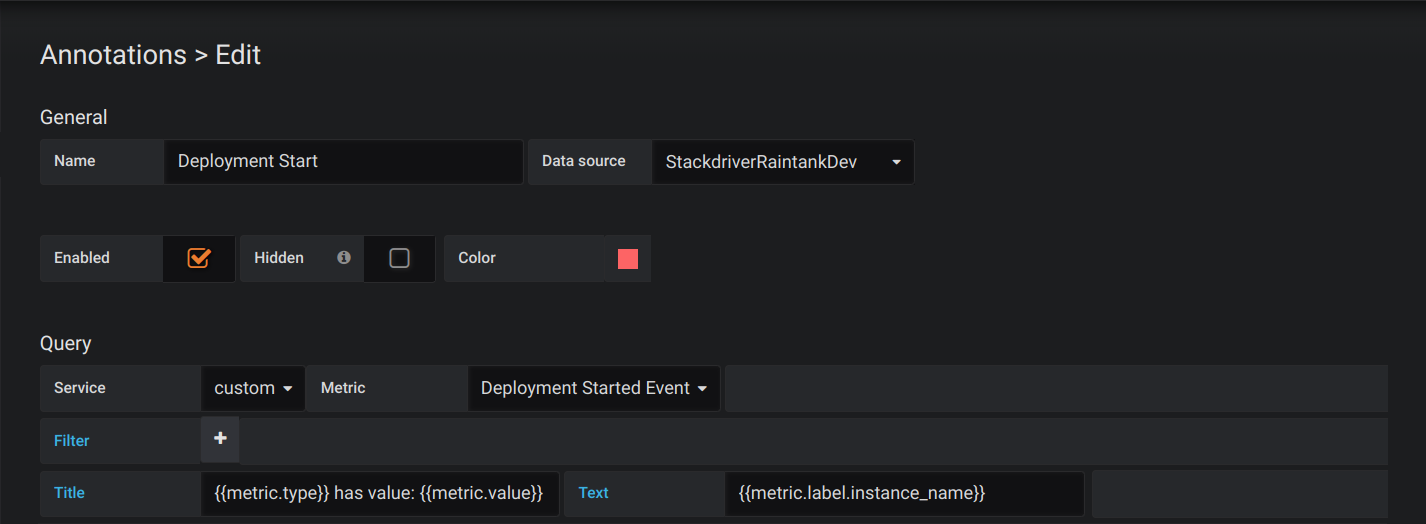 Annotations > Edit
General
Name Deployment Start Data source StackdriverRaintankDev
Enabled Hidden Color
Query
Service custom Metric Deployment Started Event
Filter +
Title {{metric.type}} has value: {{metric.value}} Text {{metric.label.instance_name}}